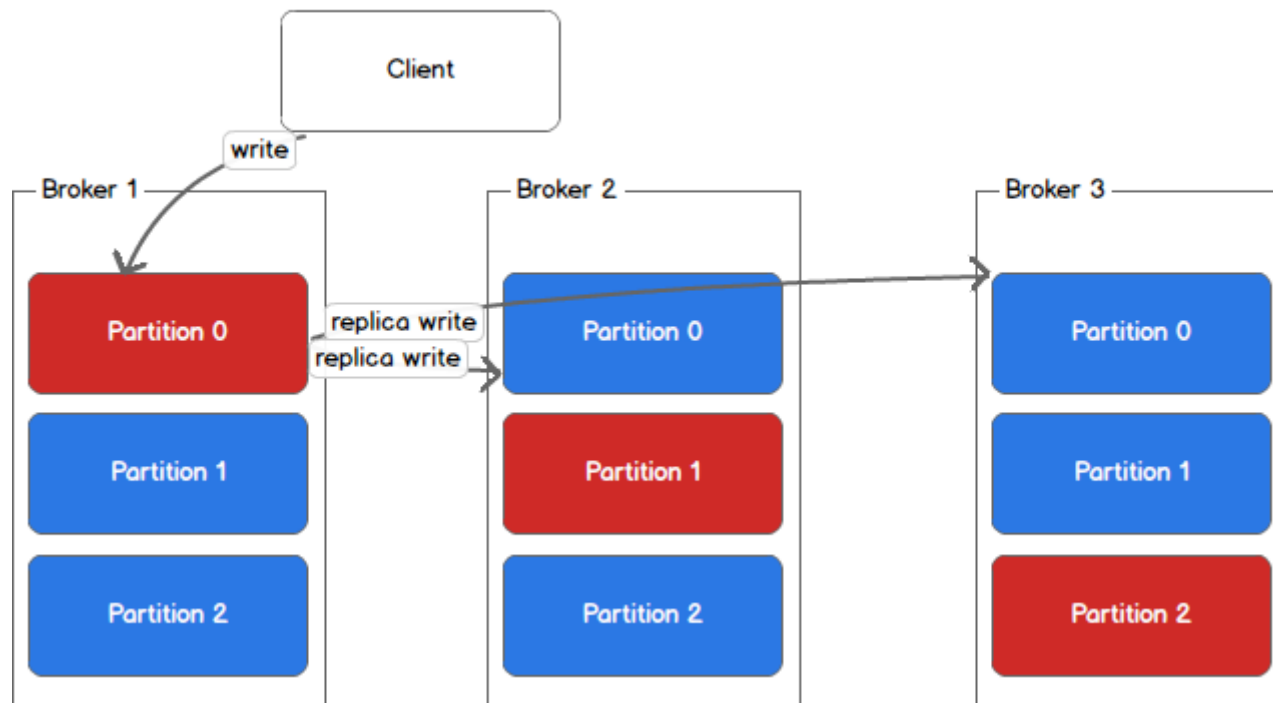 Client
write
Broker 1
Broker 2
Broker 3
Partition 0
replica write
replica write
Partition 0
Partition 0
Partition 1
Partition 1
Partition 1
Partition 2
Partition 2
Partition 2